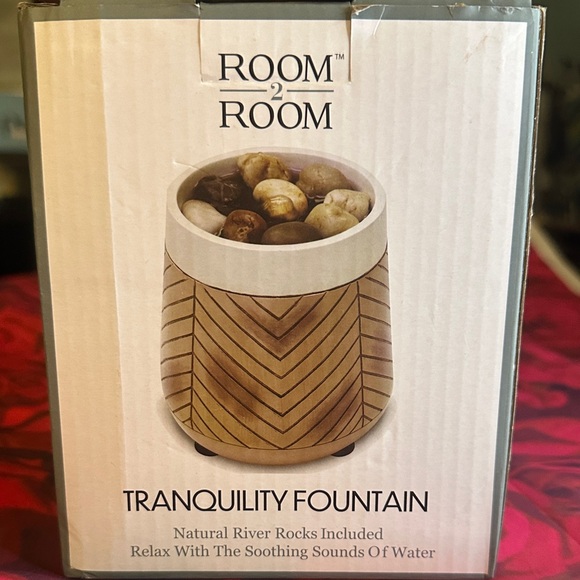 ROOM™
2
ROOM
TRANQUILITY FOUNTAIN
Natural River Rocks Included
Relax With The Soothing Sounds Of Water